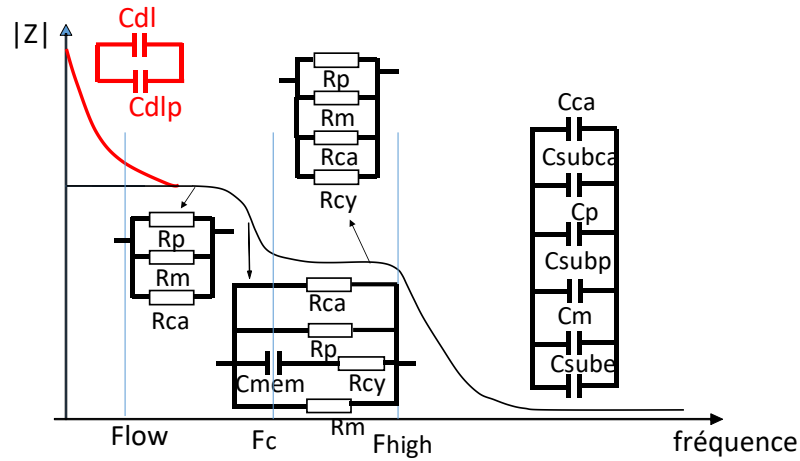 |Z|
Cdl
Cdlp
Rp
Rm
Rca
Rcy
Cca
Csubca
Cp
Csubp
Cm
Csube
Rp
Rm
Rca
Rca
Rp
Cmem
Rcy
Rm
Flow
Fc
Fhigh
fréquence